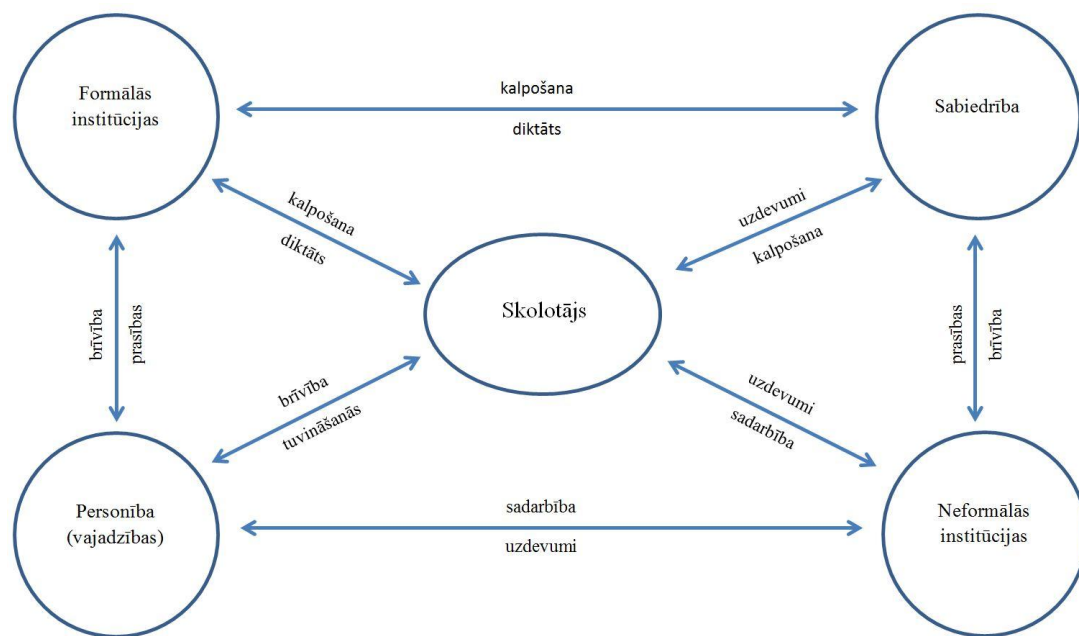 Formālās
institūcijas
kalpošana
diktāts
Sabiedrība
kalpošana
diktāts
uzdevumi
kalpošana
Skolotājs
brīvība
prasības
prasības
brīvība
brīvība
tuvināšanās
uzdevumi
sadarbība
Personība
(vajadzības)
sadarbība
uzdevumi
Neformālās
institūcijas